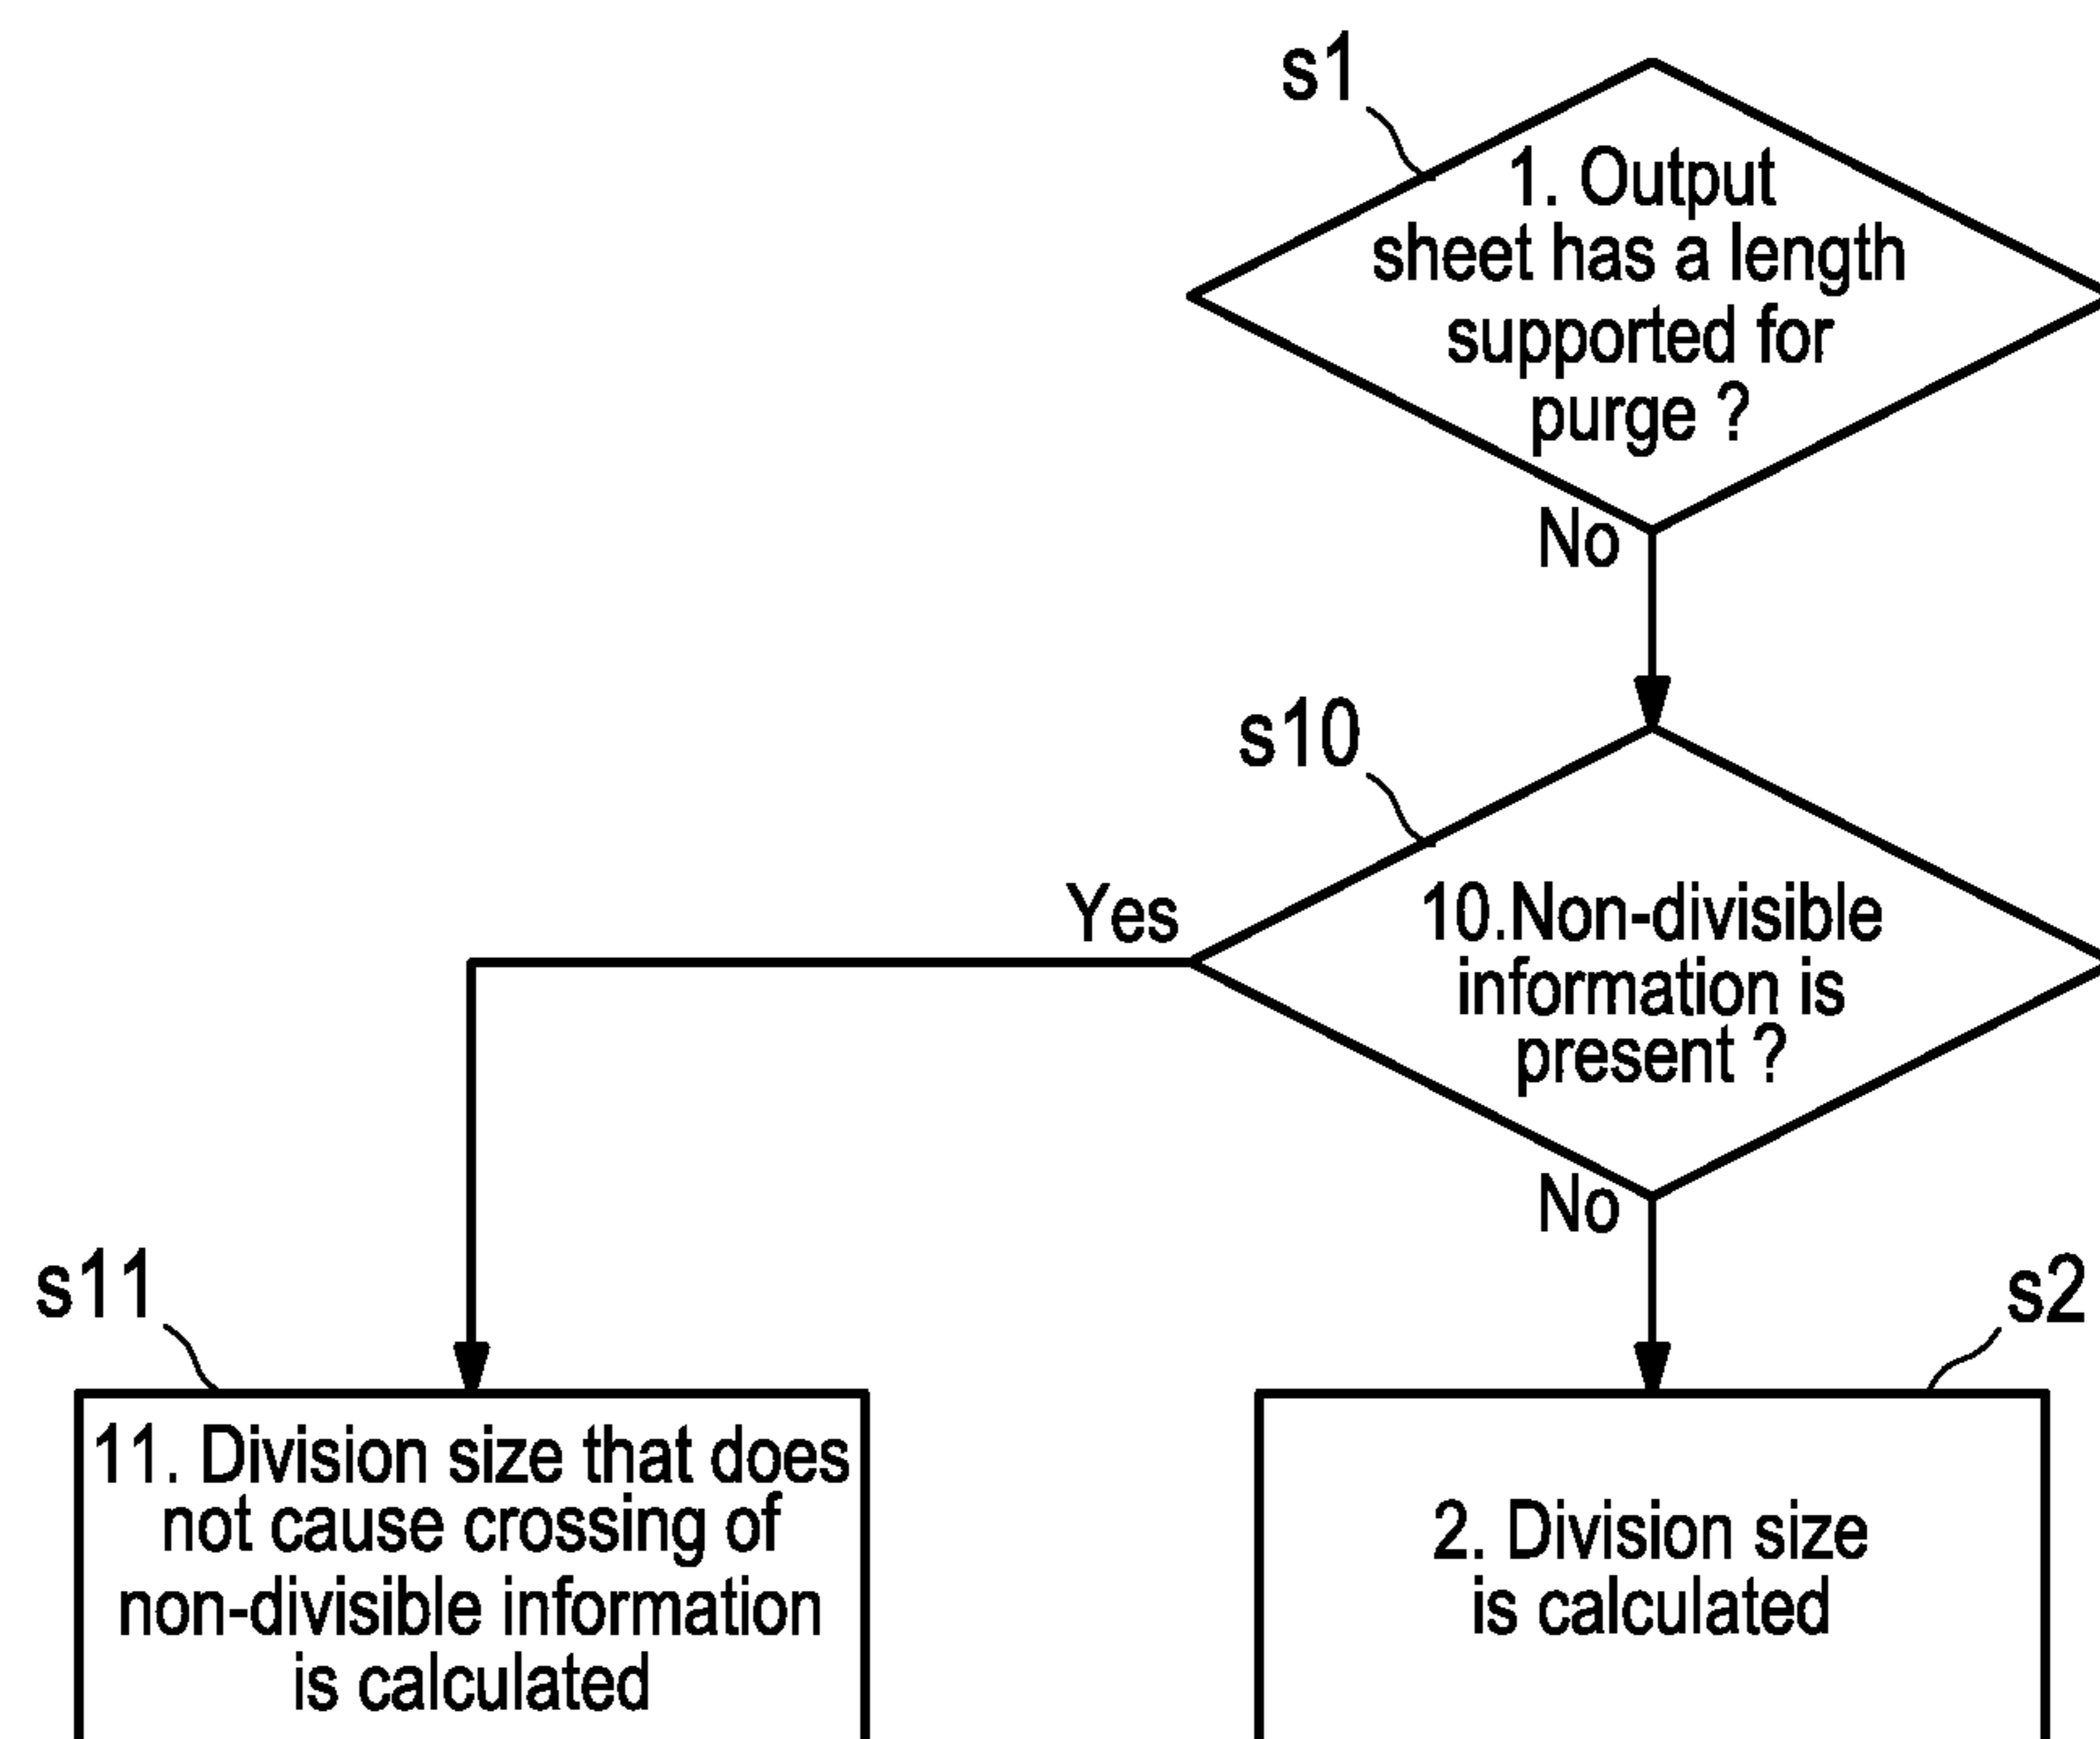 s1
1. Output
sheet has a length
supported for
purge ?
No
s10
Yes
10.Non-divisible
information is
present ?
No
s11
s2
11. Division size that does
not cause crossing of
non-divisible information
is calculated
2. Division size
is calculated